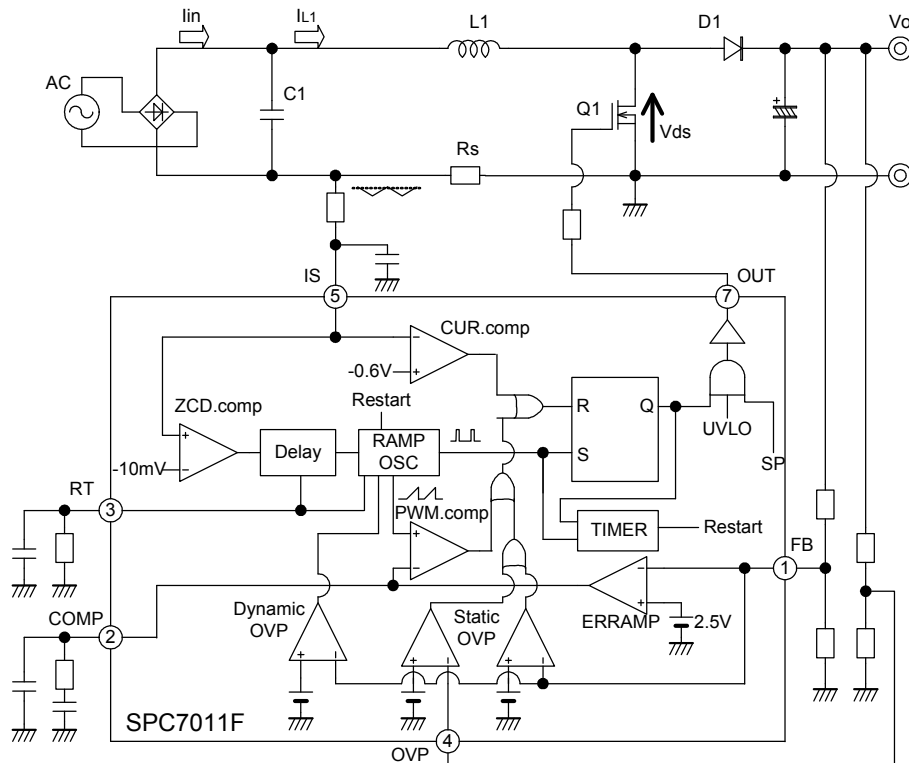 Iin
IL1
L1
D1
Vo
AC
C1
Q1
Vds
Rs
IS
5
OUT
7
CUR.comp
-0.6V
ZCD.comp
Restart
R
Q
UVLO
SP
Delay
RAMP
OSC
S
-10mV
RT
3
PWM.comp
TIMER
Restart
FB
1
COMP
2
Dynamic
OVP
Static
OVP
ERRAMP
2.5V
SPC7011F
OVP
4